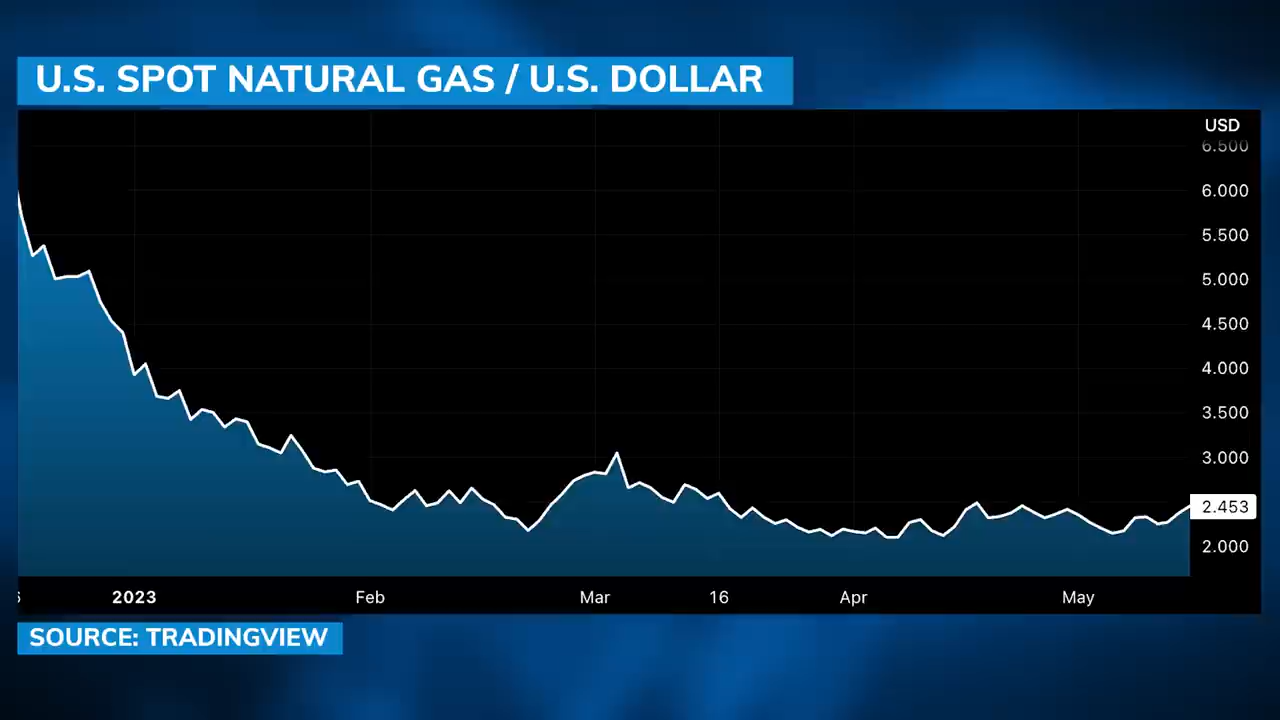 U.S. SPOT NATURAL GAS / U.S. DOLLAR
USD
6.500
6.000
5.500
5.000
4.500
4.000
3.500
3.000
2.453
2.000
2023 Feb Mar 16 Apr May
SOURCE: TRADINGVIEW